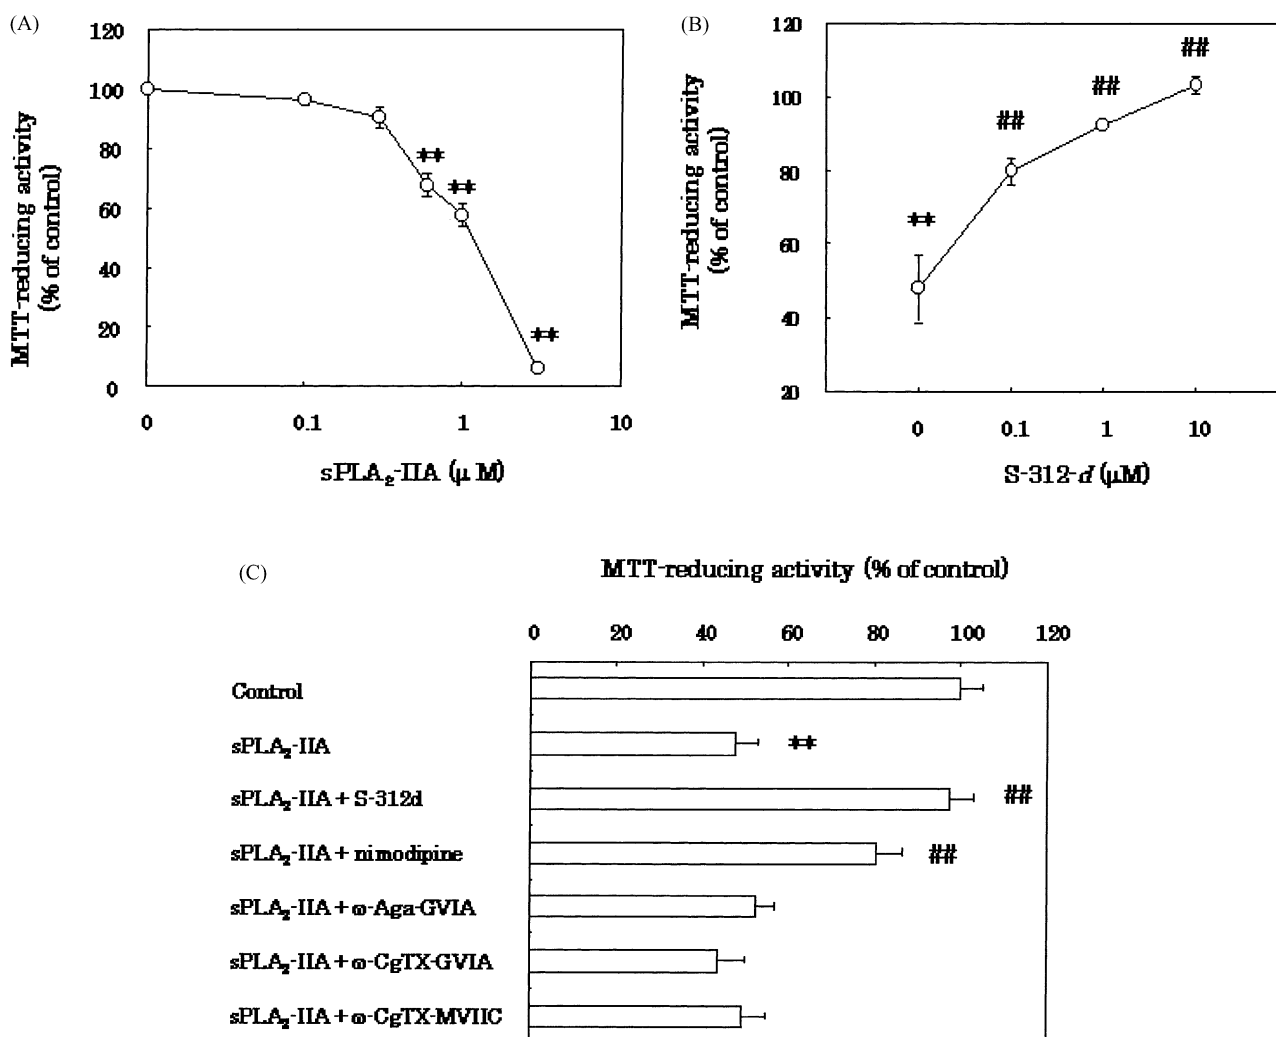 (A)
MTT-reducing activity
(% of control)
120
100
80
60
40
20
0
**
**
**
0 0.1 1 10
sPLA₂-IIA (μ M)
(B)
MTT-reducing activity
(% of control)
120
100
80
60
40
20
**
##
##
##
0 0.1 1 10
S-312-d (μM)
(C)
MTT-reducing activity (% of control)
0 20 40 60 80 100 120
Control
sPLA₂-IIA **
sPLA₂-IIA + S-312d ##
sPLA₂-IIA + nimodipine ##
sPLA₂-IIA + ω-Aga-GVIA
sPLA₂-IIA + ω-CgTX-GVIA
sPLA₂-IIA + ω-CgTX-MVIIC